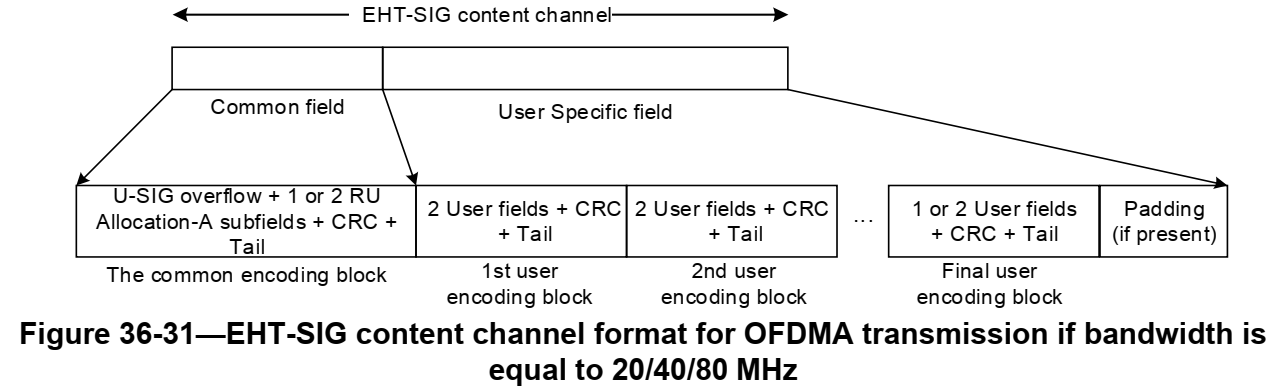 EHT-SIG content channel
Common field
User Specific field
U-SIG overflow + 1 or 2 RU
Allocation-A subfields + CRC +
Tail
2 User fields + CRC
+ Tail
2 User fields + CRC
+ Tail
...
1 or 2 User fields
+ CRC + Tail
Padding
(if present)
The common encoding block
1st user
encoding block
2nd user
encoding block
Final user
encoding block
Figure 36-31—EHT-SIG content channel format for OFDMA transmission if bandwidth is
equal to 20/40/80 MHz